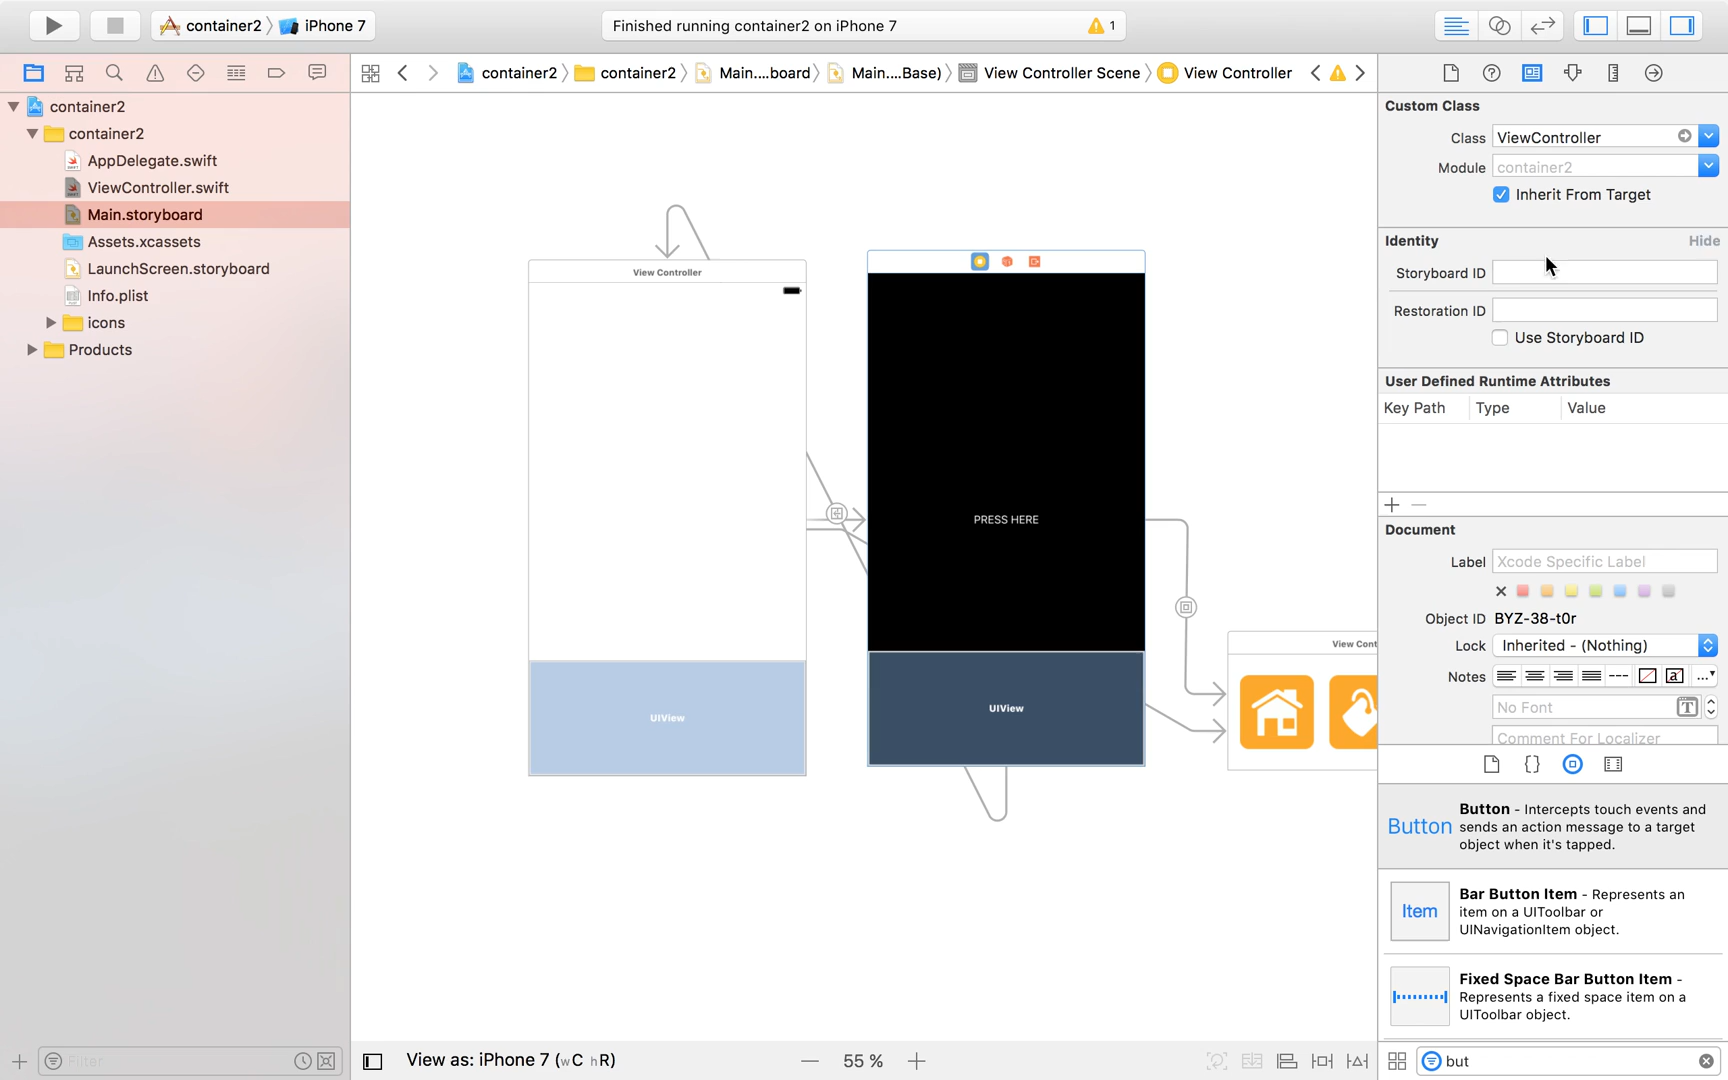 container2 iPhone 7
Finished running container2 on iPhone 7
1
container2 container2 Main....board Main....Base) View Controller Scene View Controller
container2
container2
AppDelegate.swift
ViewController.swift
Main.storyboard
Assets.xcassets
LaunchScreen.storyboard
Info.plist
icons
Products
Filter
View Controller
UIView
PRESS HERE
UIView
View Cont
View as: iPhone 7 (wC hR)
55 %
Custom Class
Class ViewController
Module container2
Inherit From Target
Identity Hide
Storyboard ID
Restoration ID
Use Storyboard ID
User Defined Runtime Attributes
Key Path Type Value
Document
Label Xcode Specific Label
Object ID BYZ-38-t0r
Lock Inherited - (Nothing)
Notes
No Font
Comment For Localizer
Button
Button - Intercepts touch events and
sends an action message to a target
object when it's tapped.
Item
Bar Button Item - Represents an
item on a UIToolbar or
UINavigationItem object.
Fixed Space Bar Button Item -
Represents a fixed space item on a
UIToolbar object.
but